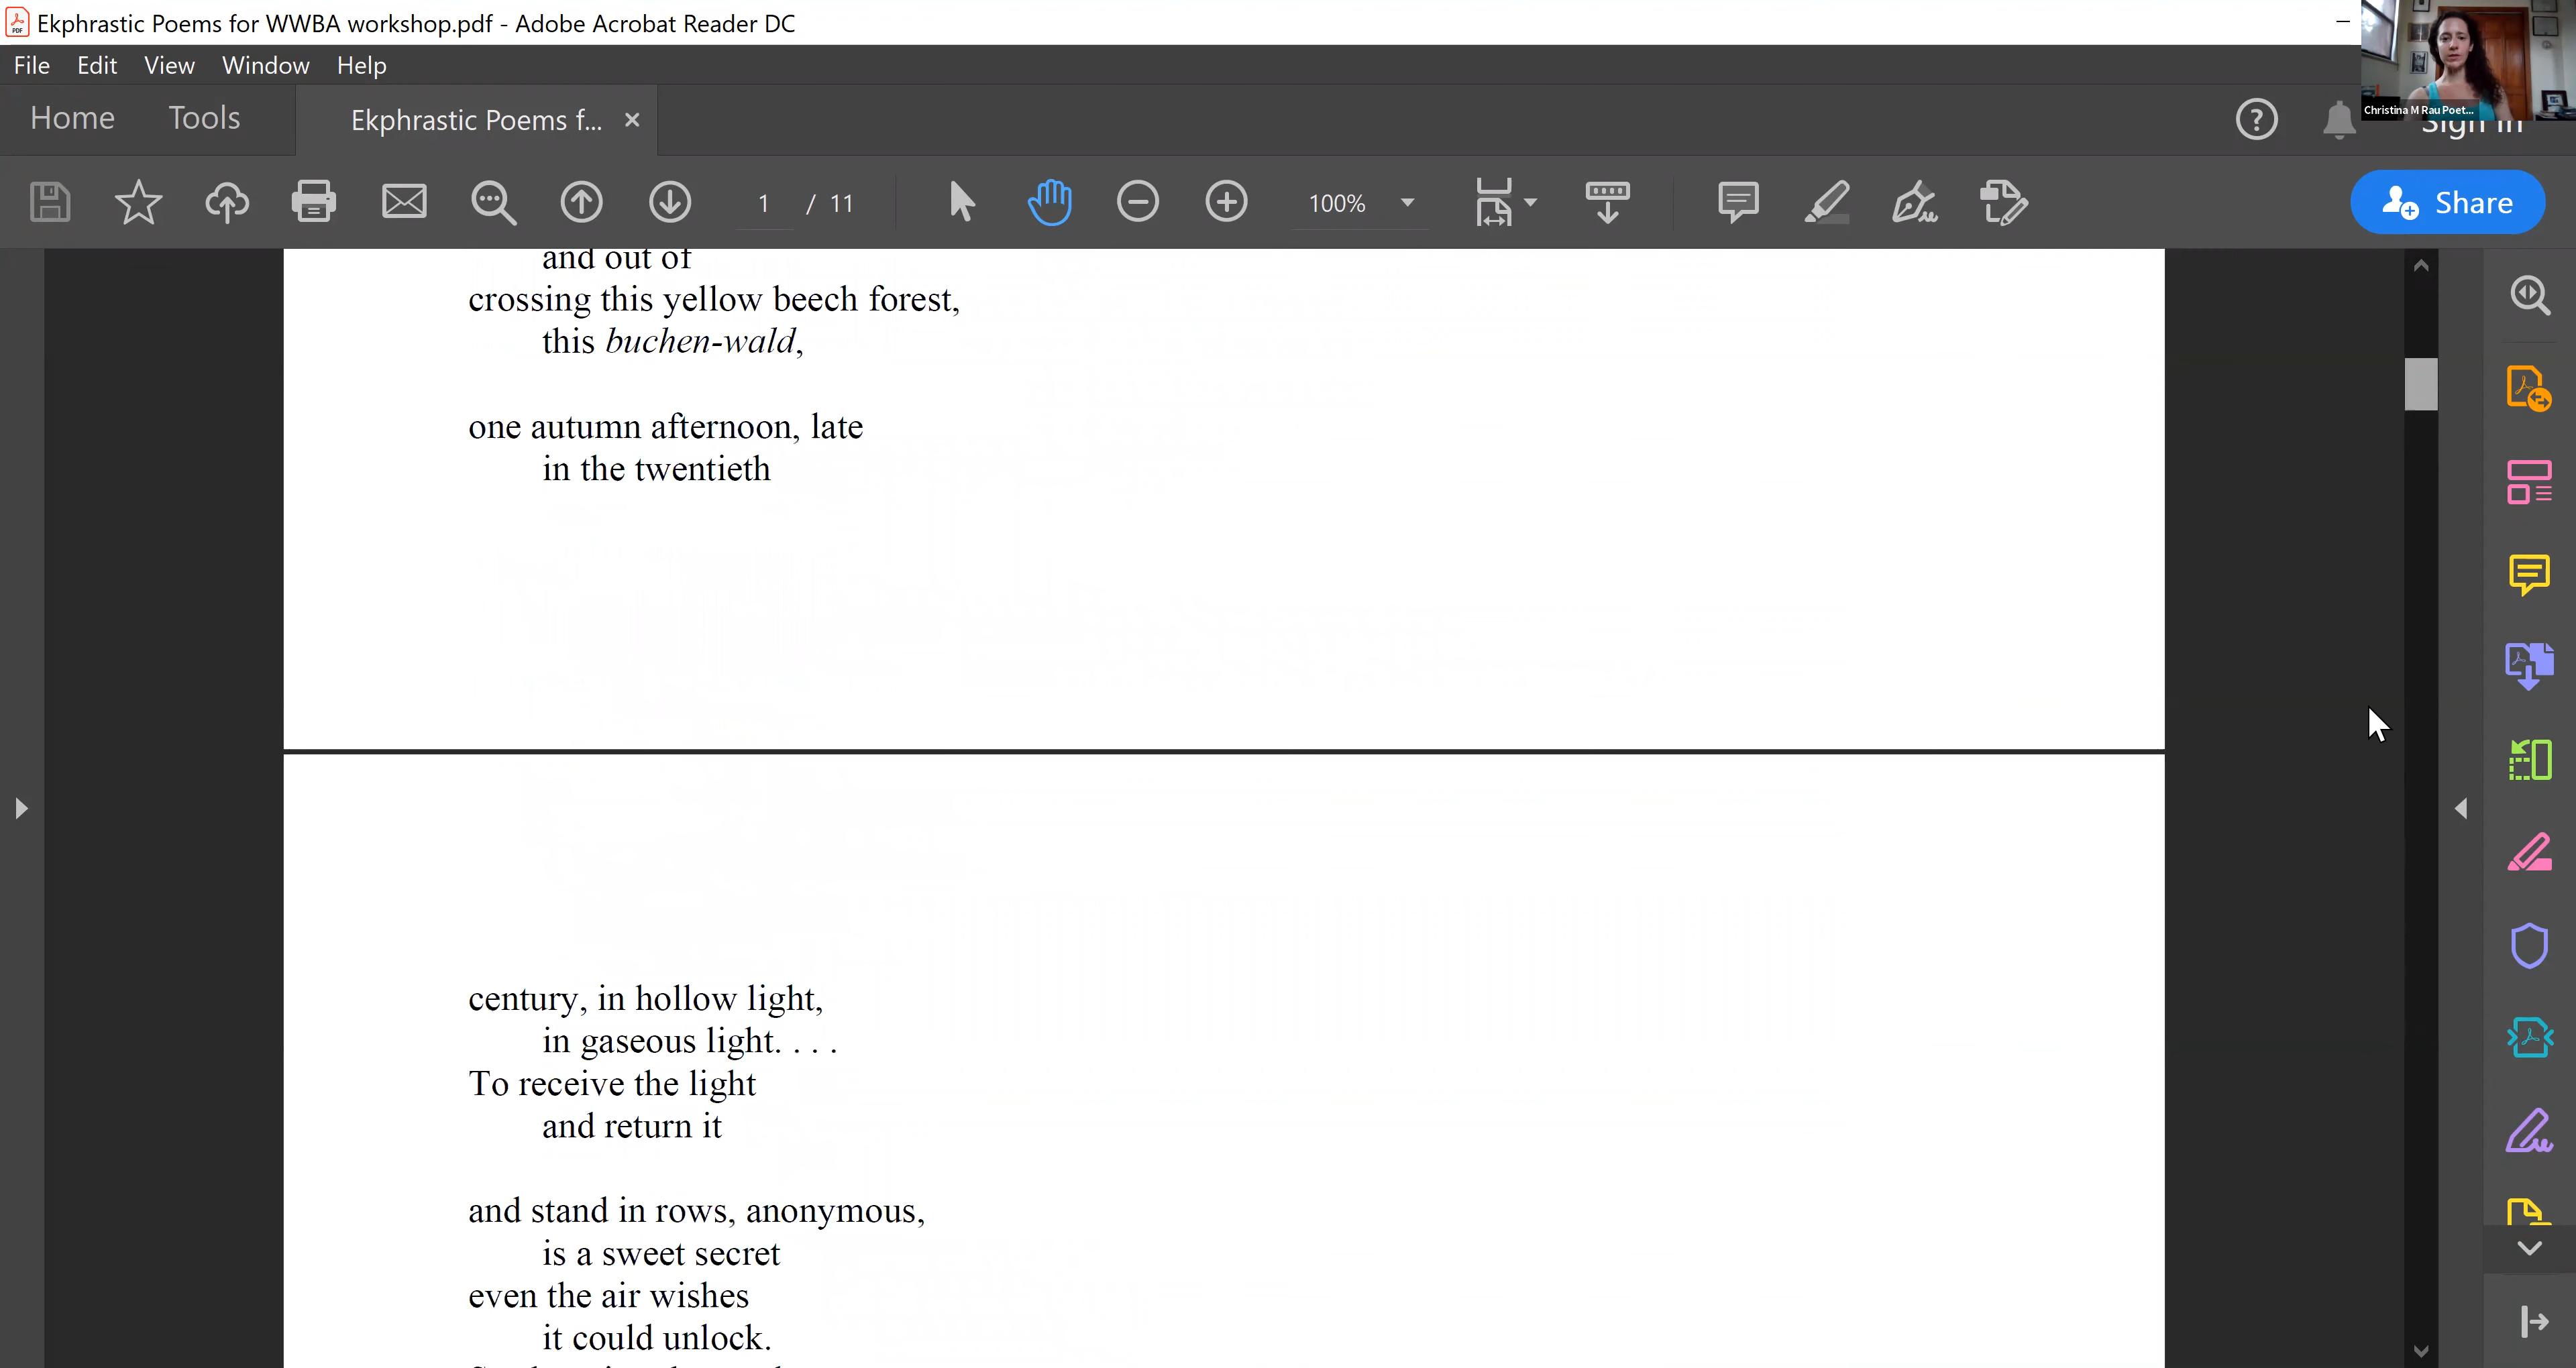 Ekphrastic Poems for WWBA workshop.pdf - Adobe Acrobat Reader DC
File Edit View Window Help
Christina M Rau Poet...
Home Tools Ekphrastic Poems f... Sign In
1 / 11 100% Share
and out of
crossing this yellow beech forest,
this buchen-wald,
one autumn afternoon, late
in the twentieth
century, in hollow light,
in gaseous light. . . .
To receive the light
and return it
and stand in rows, anonymous,
is a sweet secret
even the air wishes
it could unlock.